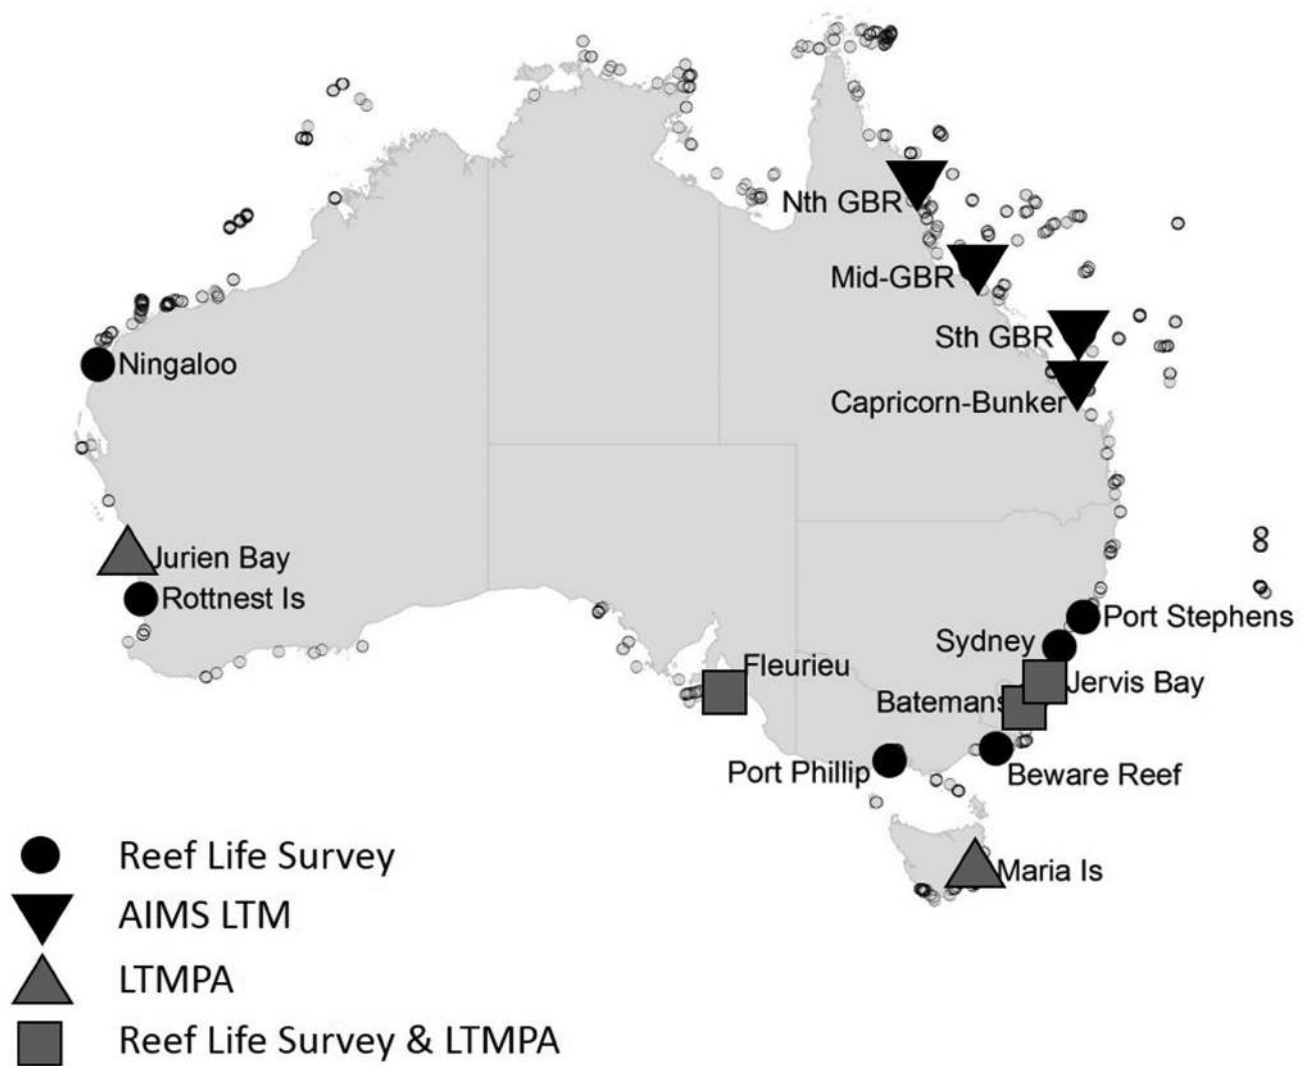 Nth GBR
Mid-GBR
Sth GBR
Ningaloo
Capricorn-Bunker
Jurien Bay
Rottnest Is
Port Stephens
Sydney
Fleurieu
Jervis Bay
Batemans
Port Phillip
Beware Reef
Maria Is
Reef Life Survey
AIMS LTM
LTMPA
Reef Life Survey & LTMPA